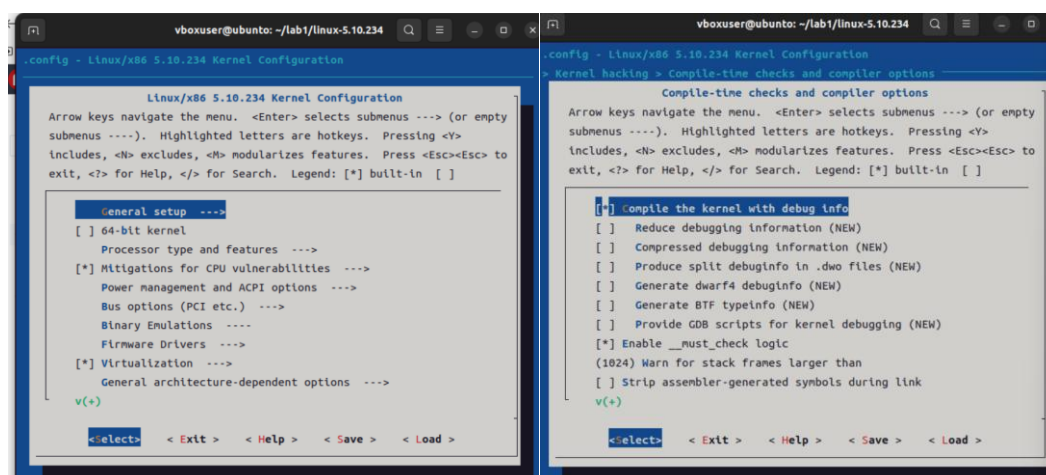 vboxuser@ubunto: ~/lab1/linux-5.10.234
.config - Linux/x86 5.10.234 Kernel Configuration
Linux/x86 5.10.234 Kernel Configuration
Arrow keys navigate the menu.  <Enter> selects submenus ---> (or empty
submenus ----).  Highlighted letters are hotkeys.  Pressing <Y>
includes, <N> excludes, <M> modularizes features.  Press <Esc><Esc> to
exit, <?> for Help, </> for Search.  Legend: [*] built-in  [ ]
General setup  --->
[ ] 64-bit kernel
Processor type and features  --->
[*] Mitigations for CPU vulnerabilities  --->
Power management and ACPI options  --->
Bus options (PCI etc.)  --->
Binary Emulations  ----
Firmware Drivers  --->
[*] Virtualization  --->
General architecture-dependent options  --->
v(+)
<Select>    < Exit >    < Help >    < Save >    < Load >
vboxuser@ubunto: ~/lab1/linux-5.10.234
.config - Linux/x86 5.10.234 Kernel Configuration
> Kernel hacking > Compile-time checks and compiler options
Compile-time checks and compiler options
Arrow keys navigate the menu.  <Enter> selects submenus ---> (or empty
submenus ----).  Highlighted letters are hotkeys.  Pressing <Y>
includes, <N> excludes, <M> modularizes features.  Press <Esc><Esc> to
exit, <?> for Help, </> for Search.  Legend: [*] built-in  [ ]
[*] Compile the kernel with debug info
[ ]   Reduce debugging information (NEW)
[ ]   Compressed debugging information (NEW)
[ ]   Produce split debuginfo in .dwo files (NEW)
[ ]   Generate dwarf4 debuginfo (NEW)
[ ]   Generate BTF typeinfo (NEW)
[ ]   Provide GDB scripts for kernel debugging (NEW)
[*] Enable __must_check logic
(1024) Warn for stack frames larger than
[ ] Strip assembler-generated symbols during link
v(+)
<Select>    < Exit >    < Help >    < Save >    < Load >